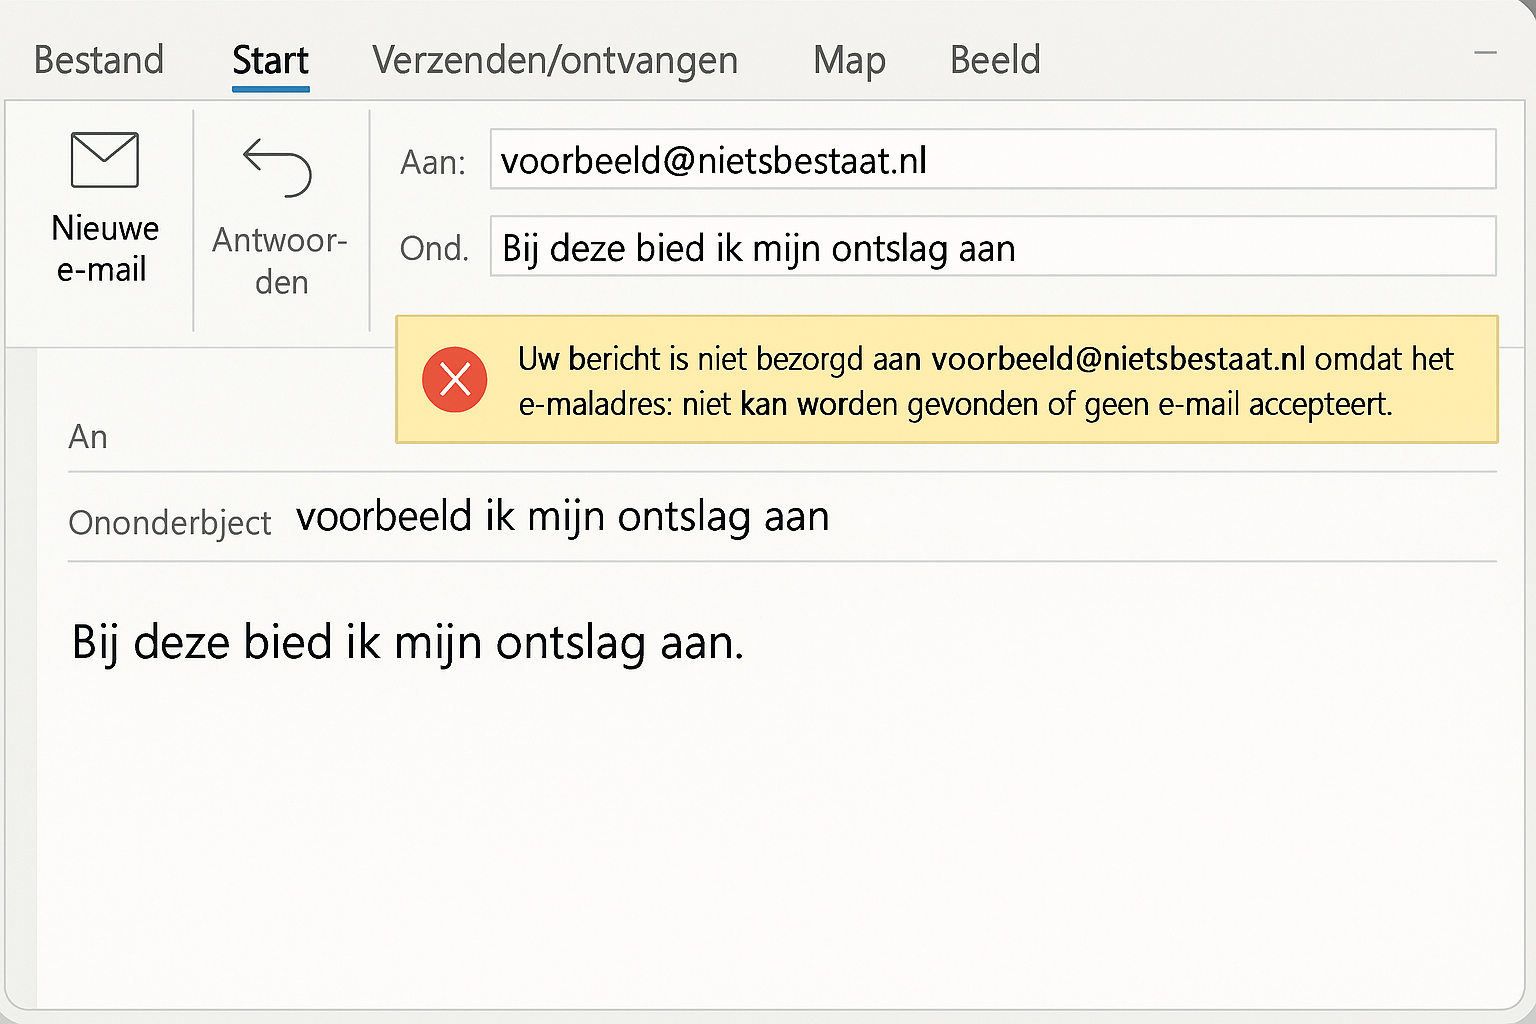 Bestand Start Verzenden/ontvangen Map Beeld
Nieuwe
e-mail
Antwoor-
den
Aan: voorbeeld@nietsbestaat.nl
Ond. Bij deze bied ik mijn ontslag aan
Uw bericht is niet bezorgd aan voorbeeld@nietsbestaat.nl omdat het
e-maladres: niet kan worden gevonden of geen e-mail accepteert.
An
Ononderbject voorbeeld ik mijn ontslag aan
Bij deze bied ik mijn ontslag aan.